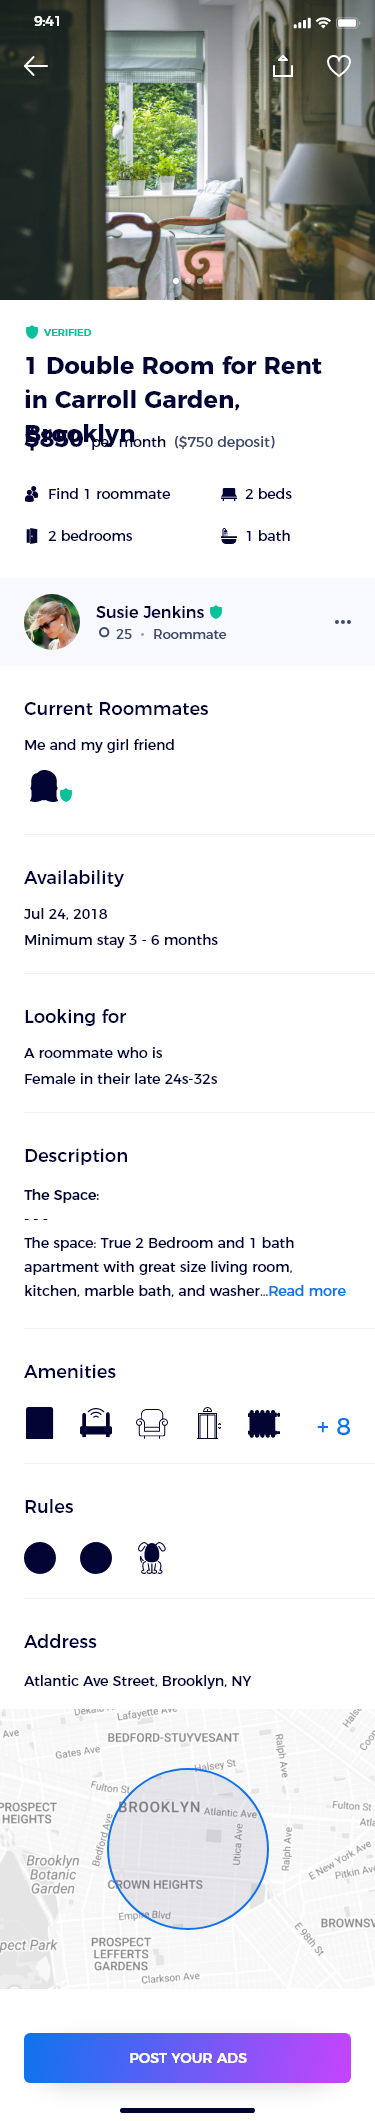 9:41
VERIFIED
1 Double Room for Rent
in Carroll Garden,
Brooklyn
$850 per month ($750 deposit)
Find 1 roommate
2 beds
2 bedrooms
1 bath
Susie Jenkins
25 • Roommate
Current Roommates
Me and my girl friend
Availability
Jul 24, 2018
Minimum stay 3 - 6 months
Looking for
A roommate who is
Female in their late 24s-32s
Description
The Space:
- - -
The space: True 2 Bedroom and 1 bath
apartment with great size living room,
kitchen, marble bath, and washer...Read more
Amenities
+ 8
Rules
Address
Atlantic Ave Street, Brooklyn, NY
Ave
Lafayette Ave
BEDFORD-STUYVESANT
Gates Ave
Ralph Ave
Halsey St
Fulton St
PROSPECT
HEIGHTS
BROOKLYN
Atlantic Ave
Fulton St
Bedford Ave
Utica Ave
Ralph Ave
E New York Ave
Pitkin Ave
Brooklyn
Botanic
Garden
CROWN HEIGHTS
Empire Blvd
BROWNSV
E 98th St
pect Park
PROSPECT
LEFFERTS
GARDENS
Clarkson Ave
POST YOUR ADS